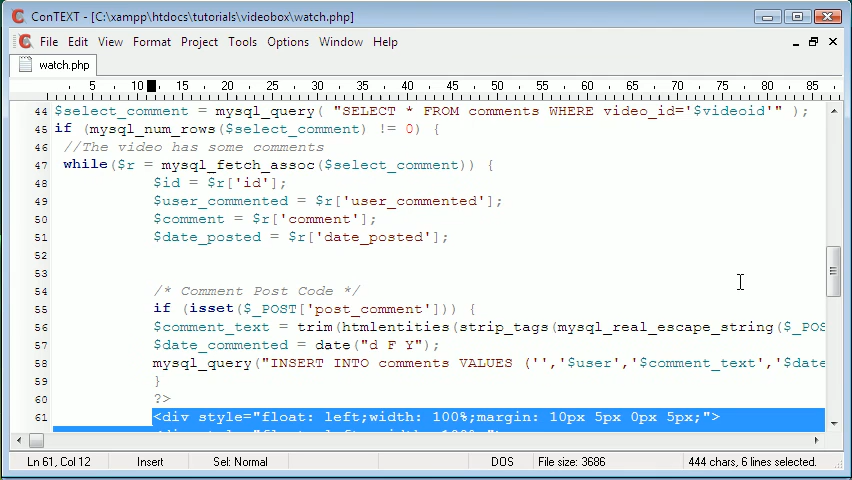 ConTEXT - [C:\xampp\htdocs\tutorials\videobox\watch.php]
File Edit View Format Project Tools Options Window Help
watch.php
5 10 15 20 25 30 35 40 45 50 55 60 65 70 75 80 85
44 $select_comment = mysql_query( "SELECT * FROM comments WHERE video_id='$videoid'" );
45 if (mysql_num_rows($select_comment) != 0) {
46 //The video has some comments
47 while($r = mysql_fetch_assoc($select_comment)) {
48 $id = $r['id'];
49 $user_commented = $r['user_commented'];
50 $comment = $r['comment'];
51 $date_posted = $r['date_posted'];
52
53
54 /* Comment Post Code */
55 if (isset($_POST['post_comment'])) {
56 $comment_text = trim(htmlentities(strip_tags(mysql_real_escape_string($_POS
57 $date_commented = date("d F Y");
58 mysql_query("INSERT INTO comments VALUES ('','$user','$comment_text','$date
59 }
60 ?>
61 <div style="float: left;width: 100%;margin: 10px 5px 0px 5px;">
Ln 61, Col 12 Insert Sel: Normal DOS File size: 3686 444 chars, 6 lines selected.